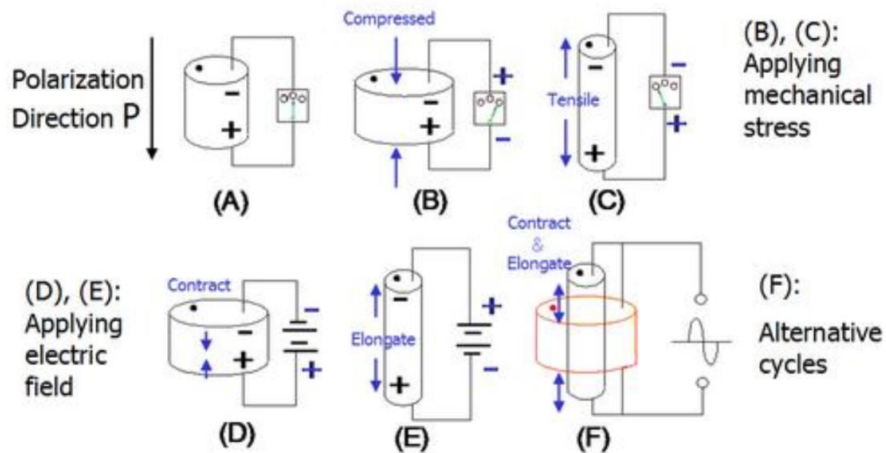 Polarization
Direction P
−
+
(A)
Compressed
−
+
+
−
(B)
Tensile
−
+
−
+
(C)
(B), (C):
Applying
mechanical
stress
(D), (E):
Applying
electric
field
Contract
−
+
−
+
(D)
Elongate
−
+
+
−
(E)
Contract
&
Elongate
(F)
(F):
Alternative
cycles